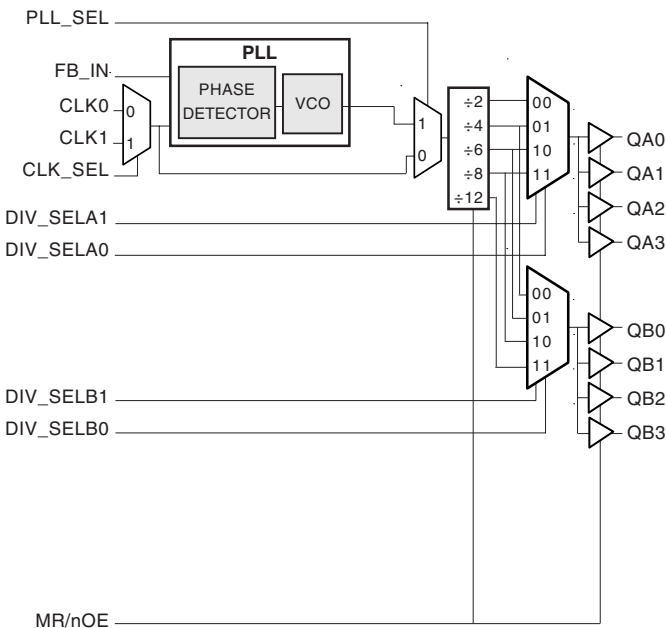 PLL_SEL
PLL
FB_IN
PHASE
DETECTOR
VCO
CLK0
0
CLK1
1
CLK_SEL
1
0
÷2
÷4
÷6
÷8
÷12
00
01
10
11
QA0
QA1
QA2
QA3
DIV_SELA1
DIV_SELA0
00
01
10
11
QB0
QB1
QB2
QB3
DIV_SELB1
DIV_SELB0
MR/nOE